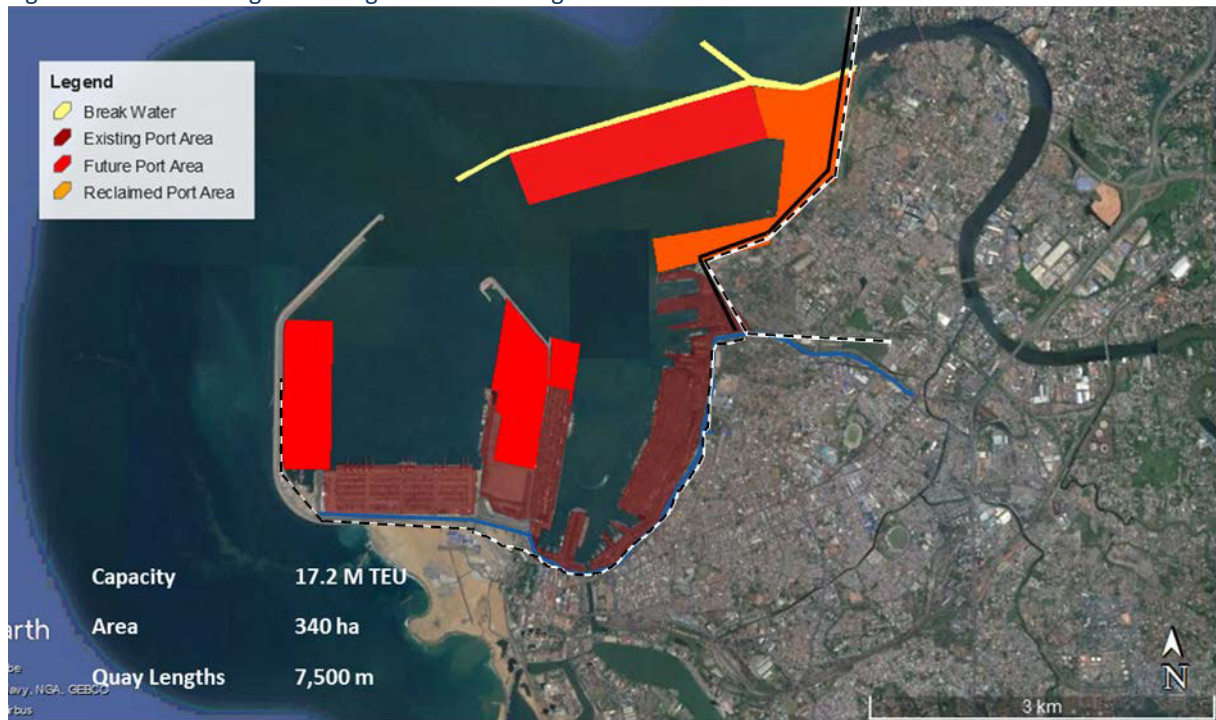 Legend
Break Water
Existing Port Area
Future Port Area
Reclaimed Port Area
Capacity 17.2 M TEU
Area 340 ha
arth
Quay Lengths 7,500 m
avy, NGA, GEBCO
N
3 km